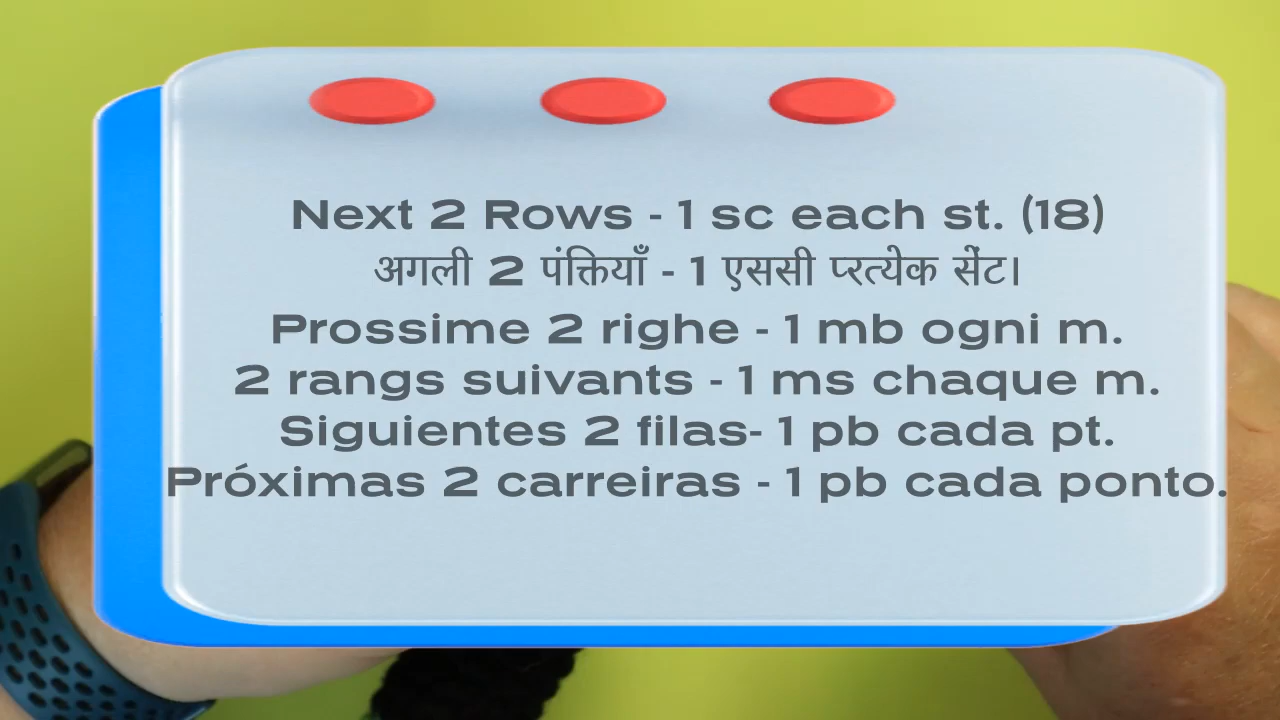 Next 2 Rows - 1 sc each st. (18)
अगली 2 पंक्तियाँ - 1 एससी प्रत्येक सेंट।
Prossime 2 righe - 1 mb ogni m.
2 rangs suivants - 1 ms chaque m.
Siguientes 2 filas- 1 pb cada pt.
Próximas 2 carreiras - 1 pb cada ponto.